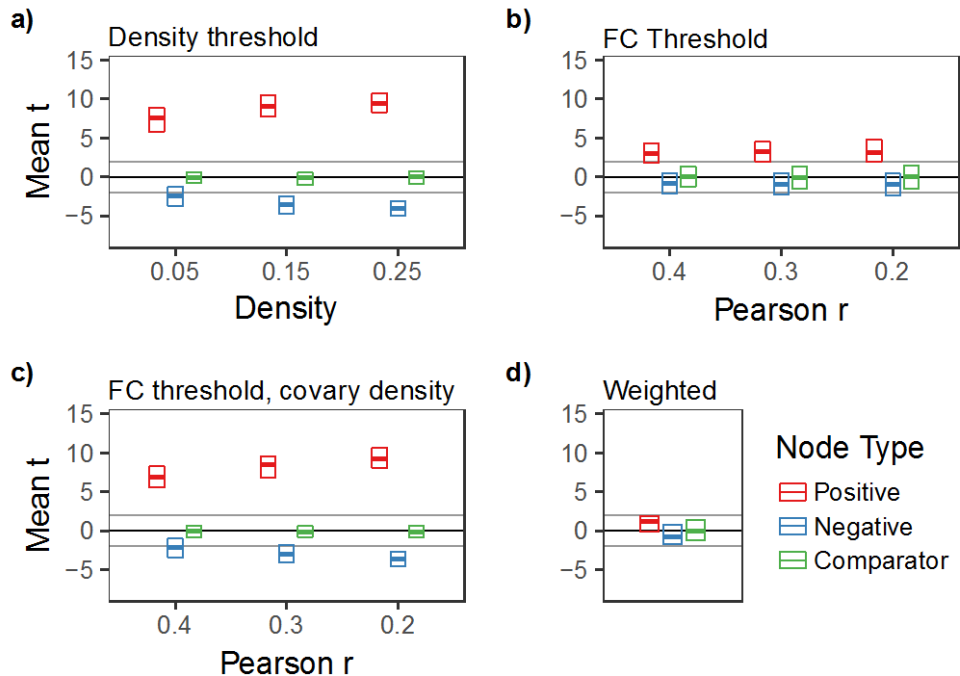 a)
Density threshold
Mean t
15
10
5
0
−5
0.05 0.15 0.25
Density
b)
FC Threshold
15
10
5
0
−5
0.4 0.3 0.2
Pearson r
c)
FC threshold, covary density
Mean t
15
10
5
0
−5
0.4 0.3 0.2
Pearson r
d)
Weighted
15
10
5
0
−5
Node Type
Positive
Negative
Comparator